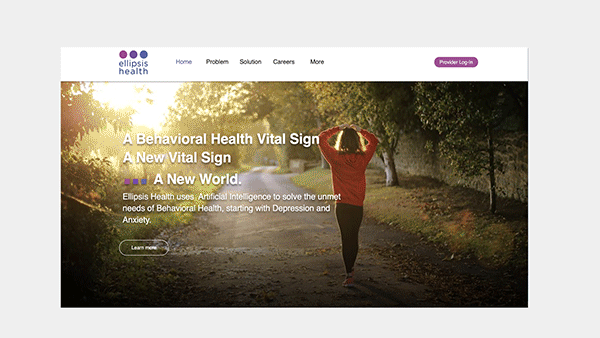 ellipsis
health
Home Problem Solution Careers More
Provider Log-In
A Behavioral Health Vital Sign
A New Vital Sign
A New World.
Ellipsis Health uses Artificial Intelligence to solve the unmet
needs of Behavioral Health, starting with Depression and
Anxiety.
Learn more